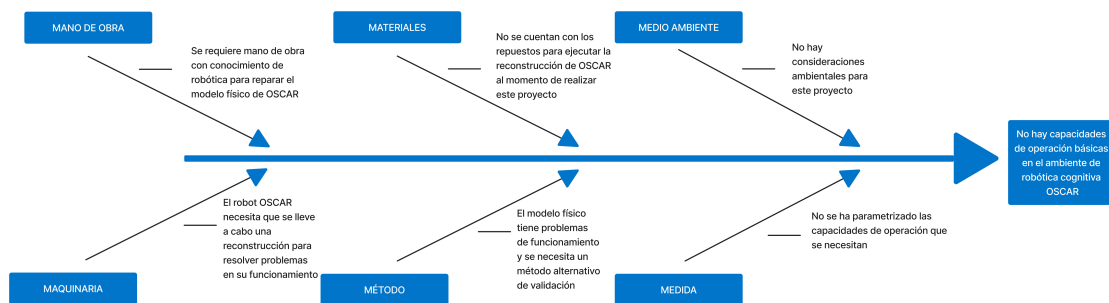 MANO DE OBRA
Se requiere mano de obra
con conocimiento de
robótica para reparar el
modelo físico de OSCAR
MATERIALES
No se cuentan con los
repuestos para ejecutar la
reconstrucción de OSCAR
al momento de realizar
este proyecto
MEDIO AMBIENTE
No hay
consideraciones
ambientales para
este proyecto
No hay capacidades
de operación básicas
en el ambiente de
robótica cognitiva
OSCAR
El robot OSCAR
necesita que se lleve
a cabo una
reconstrucción para
resolver problemas
en su funcionamiento
MAQUINARIA
El modelo físico
tiene problemas
de funcionamiento
y se necesita un
método alternativo
de validación
MÉTODO
No se ha parametrizado las
capacidades de operación que
se necesitan
MEDIDA